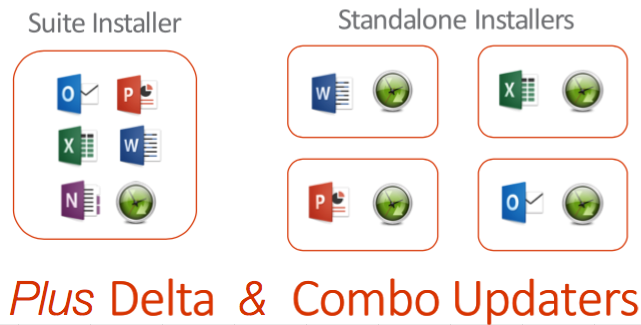 Suite Installer
Standalone Installers
O
P
X
W
N
W
X
P
O
Plus Delta & Combo Updaters